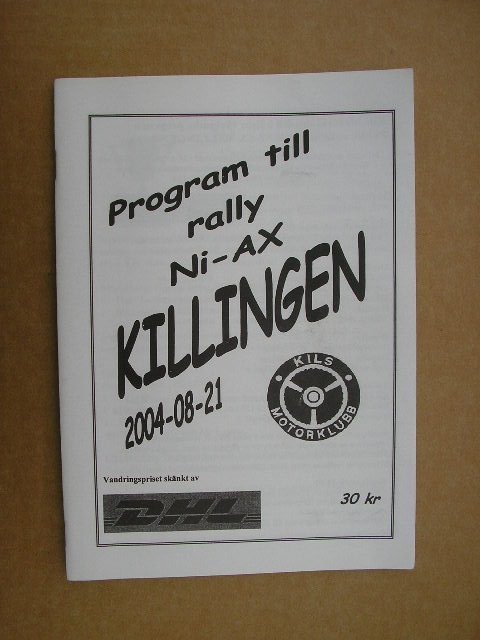 Program till
rally
Ni-AX
KILLINGEN
2004-08-21
KILS
MOTORKLUBB
Vandringspriset skänkt av
DHL
30 kr